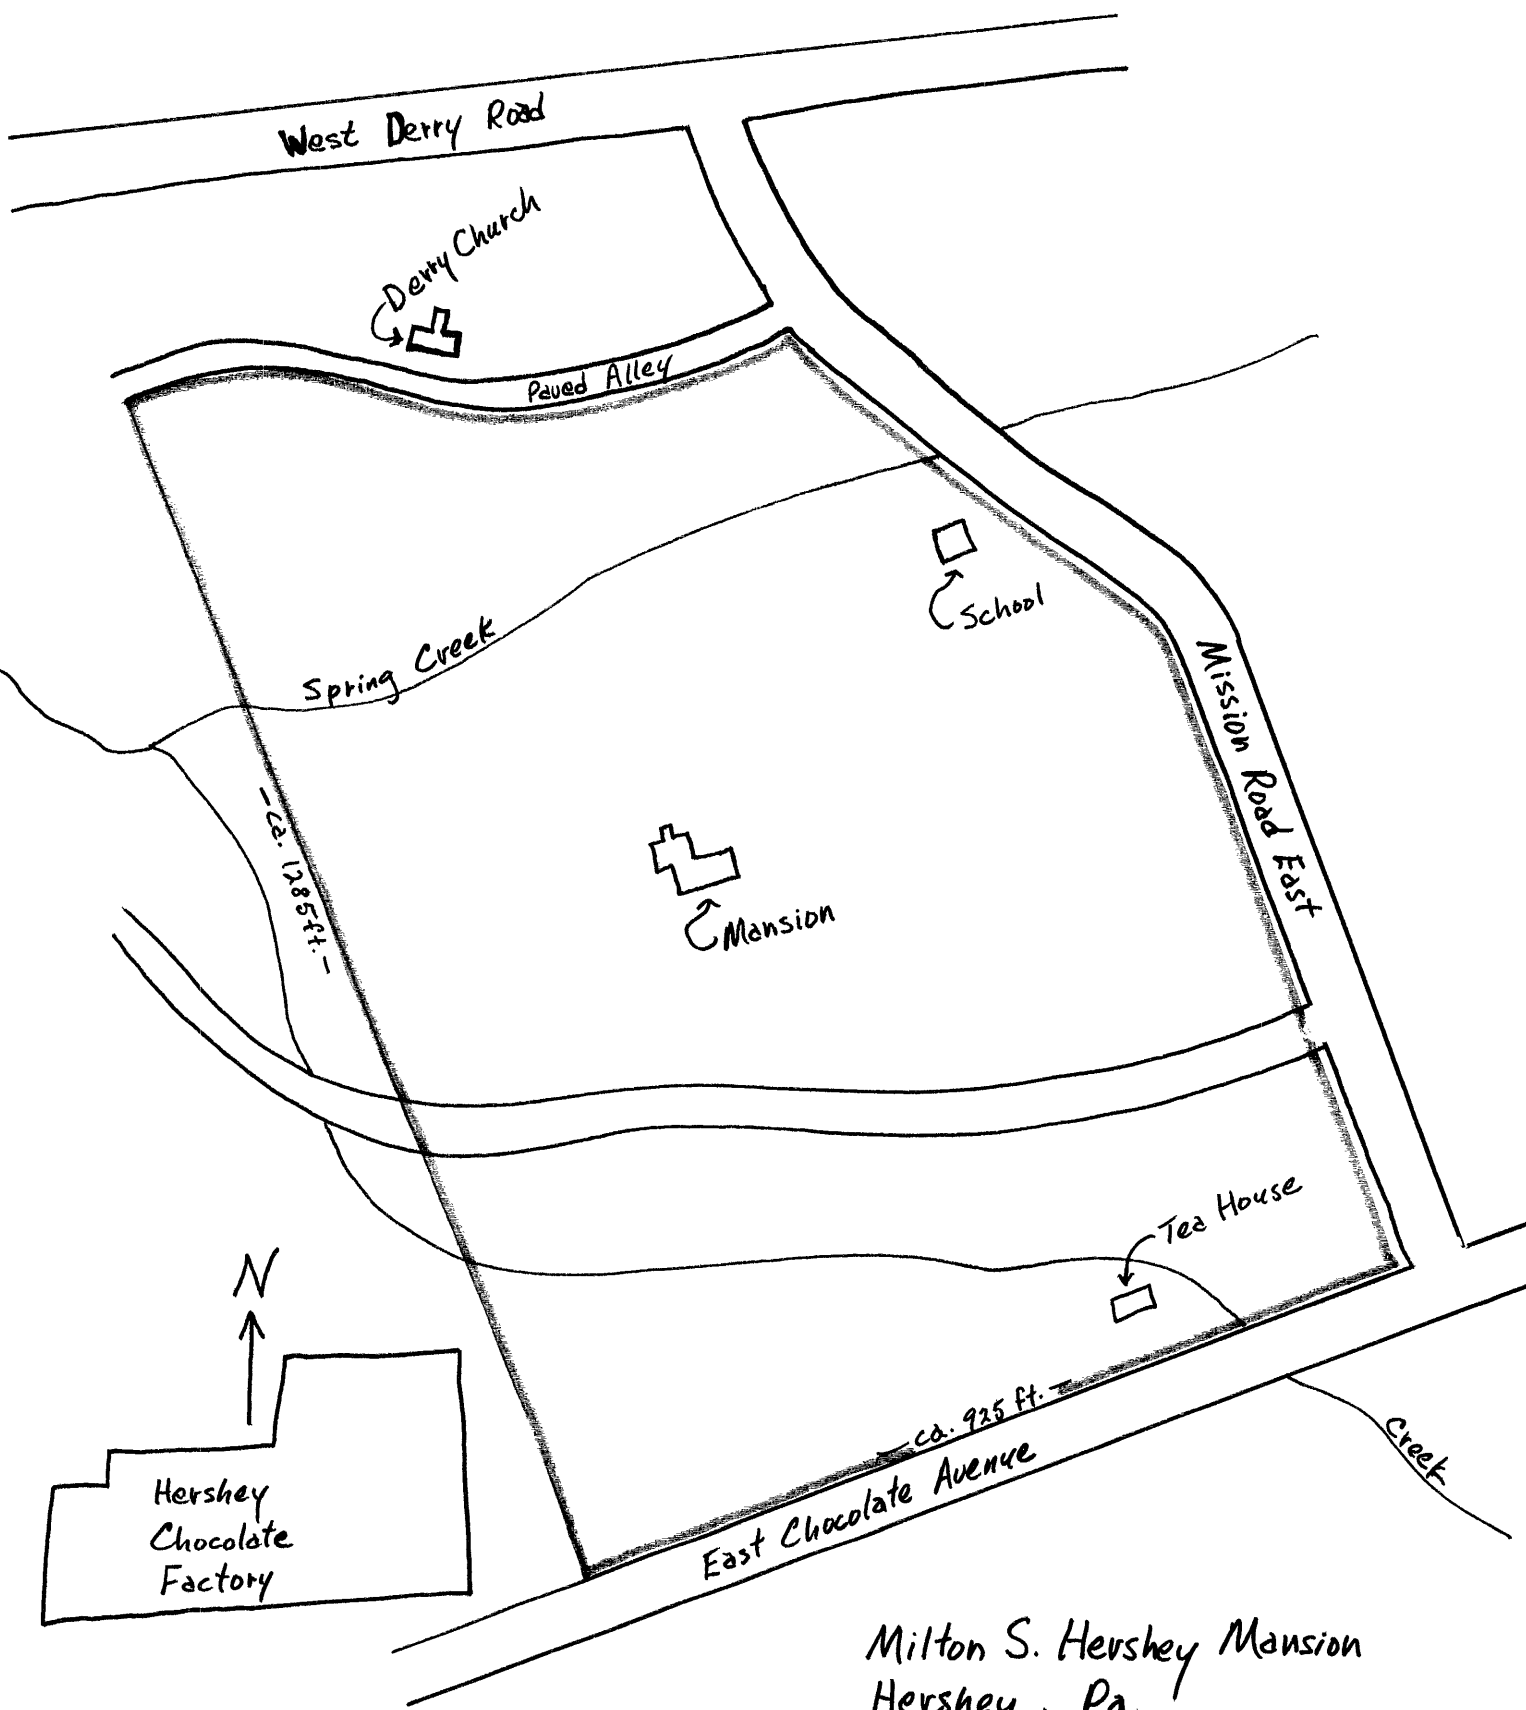 West Derry Road
Derry Church
Paved Alley
School
Spring Creek
Mission Road East
- ca. 1285 ft. -
Mansion
Tea House
N
- ca. 925 ft. -
East Chocolate Avenue
Creek
Hershey
Chocolate
Factory
Milton S. Hershey Mansion
Hershey, Pa.